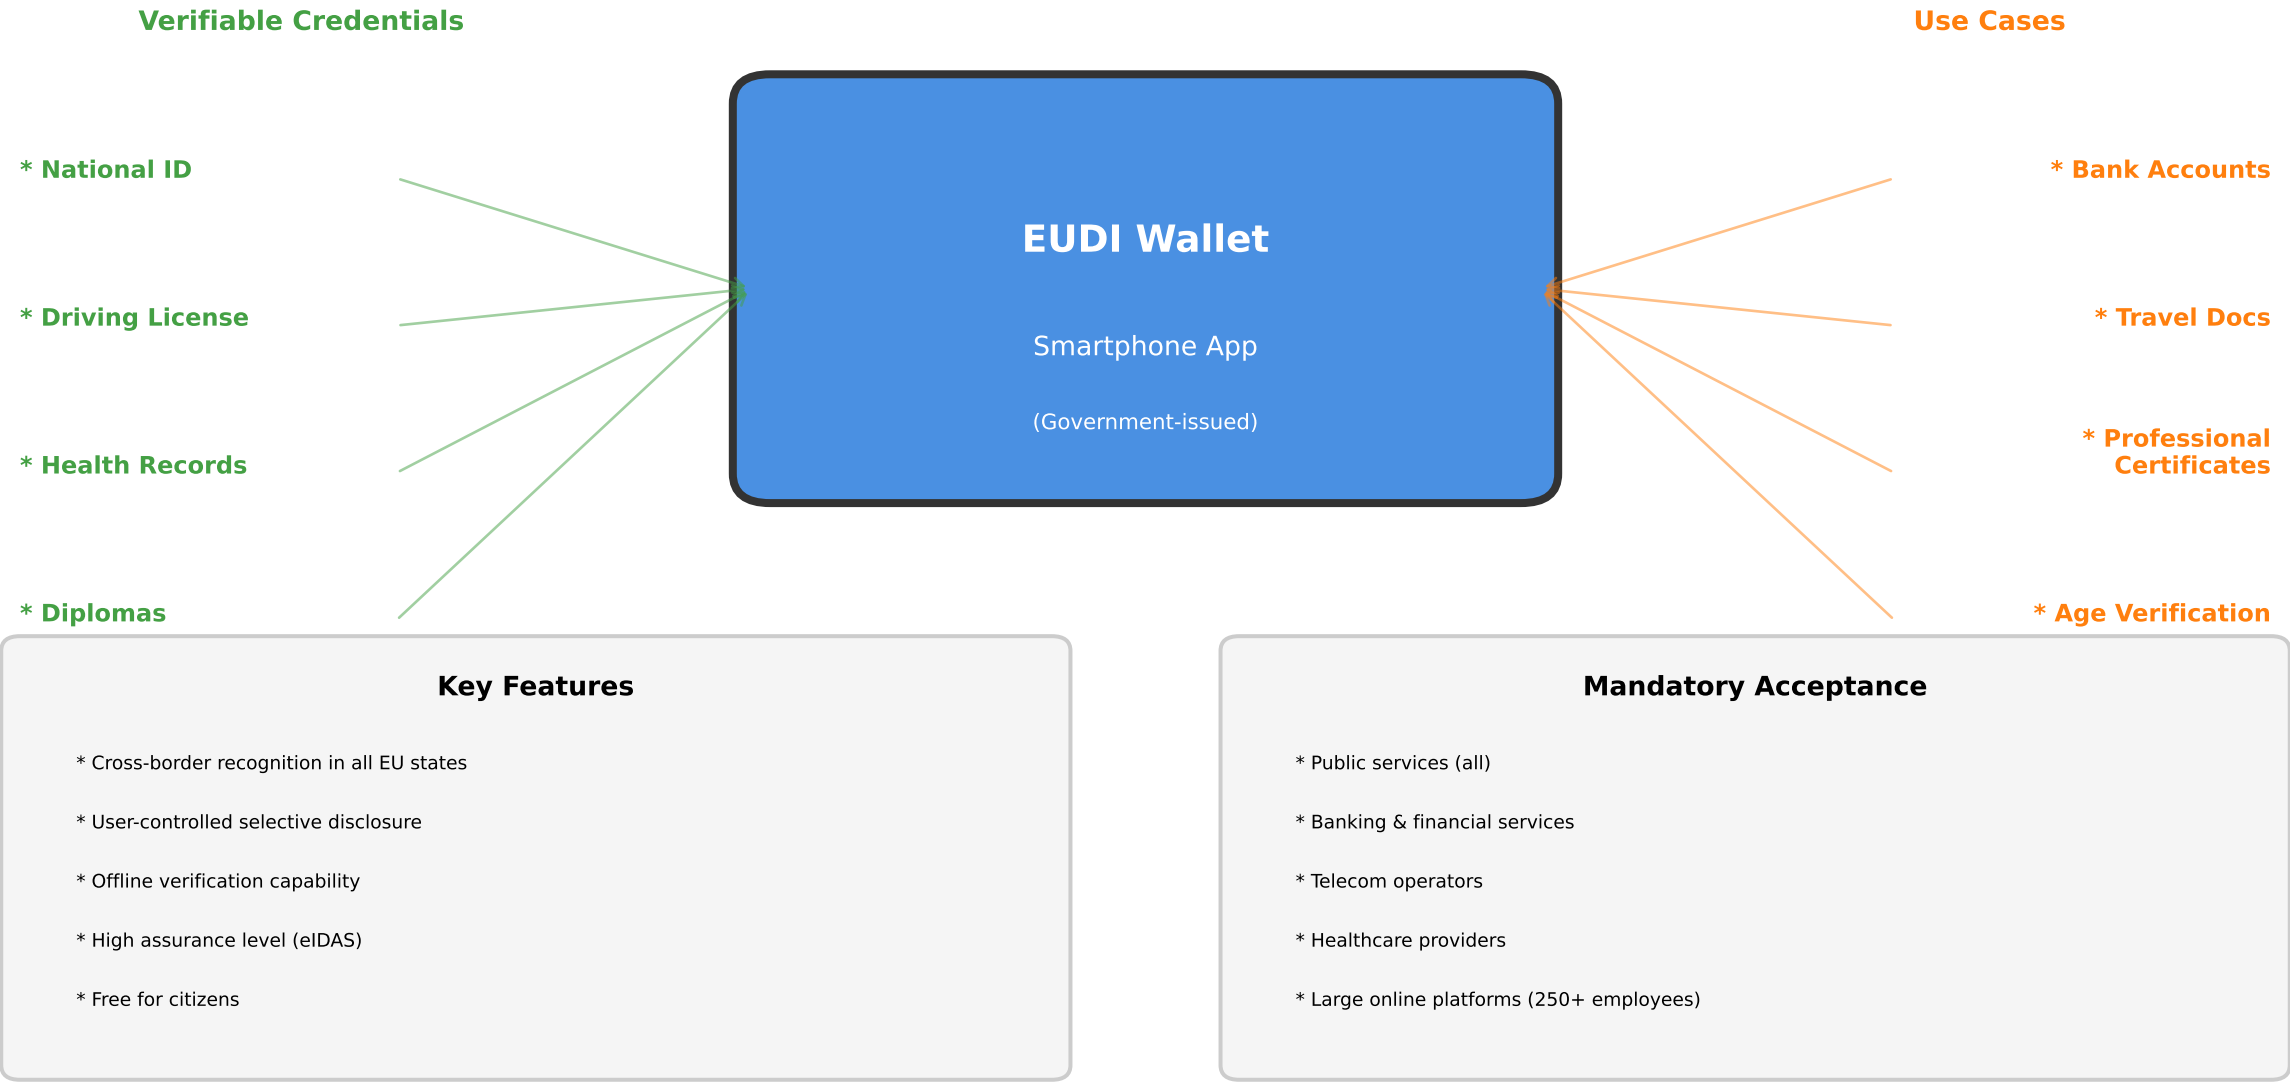 Verifiable Credentials
Use Cases
* National ID
* Driving License
* Health Records
* Diplomas
EUDI Wallet
Smartphone App
(Government-issued)
* Bank Accounts
* Travel Docs
* Professional
Certificates
* Age Verification
Key Features
* Cross-border recognition in all EU states
* User-controlled selective disclosure
* Offline verification capability
* High assurance level (eIDAS)
* Free for citizens
Mandatory Acceptance
* Public services (all)
* Banking & financial services
* Telecom operators
* Healthcare providers
* Large online platforms (250+ employees)